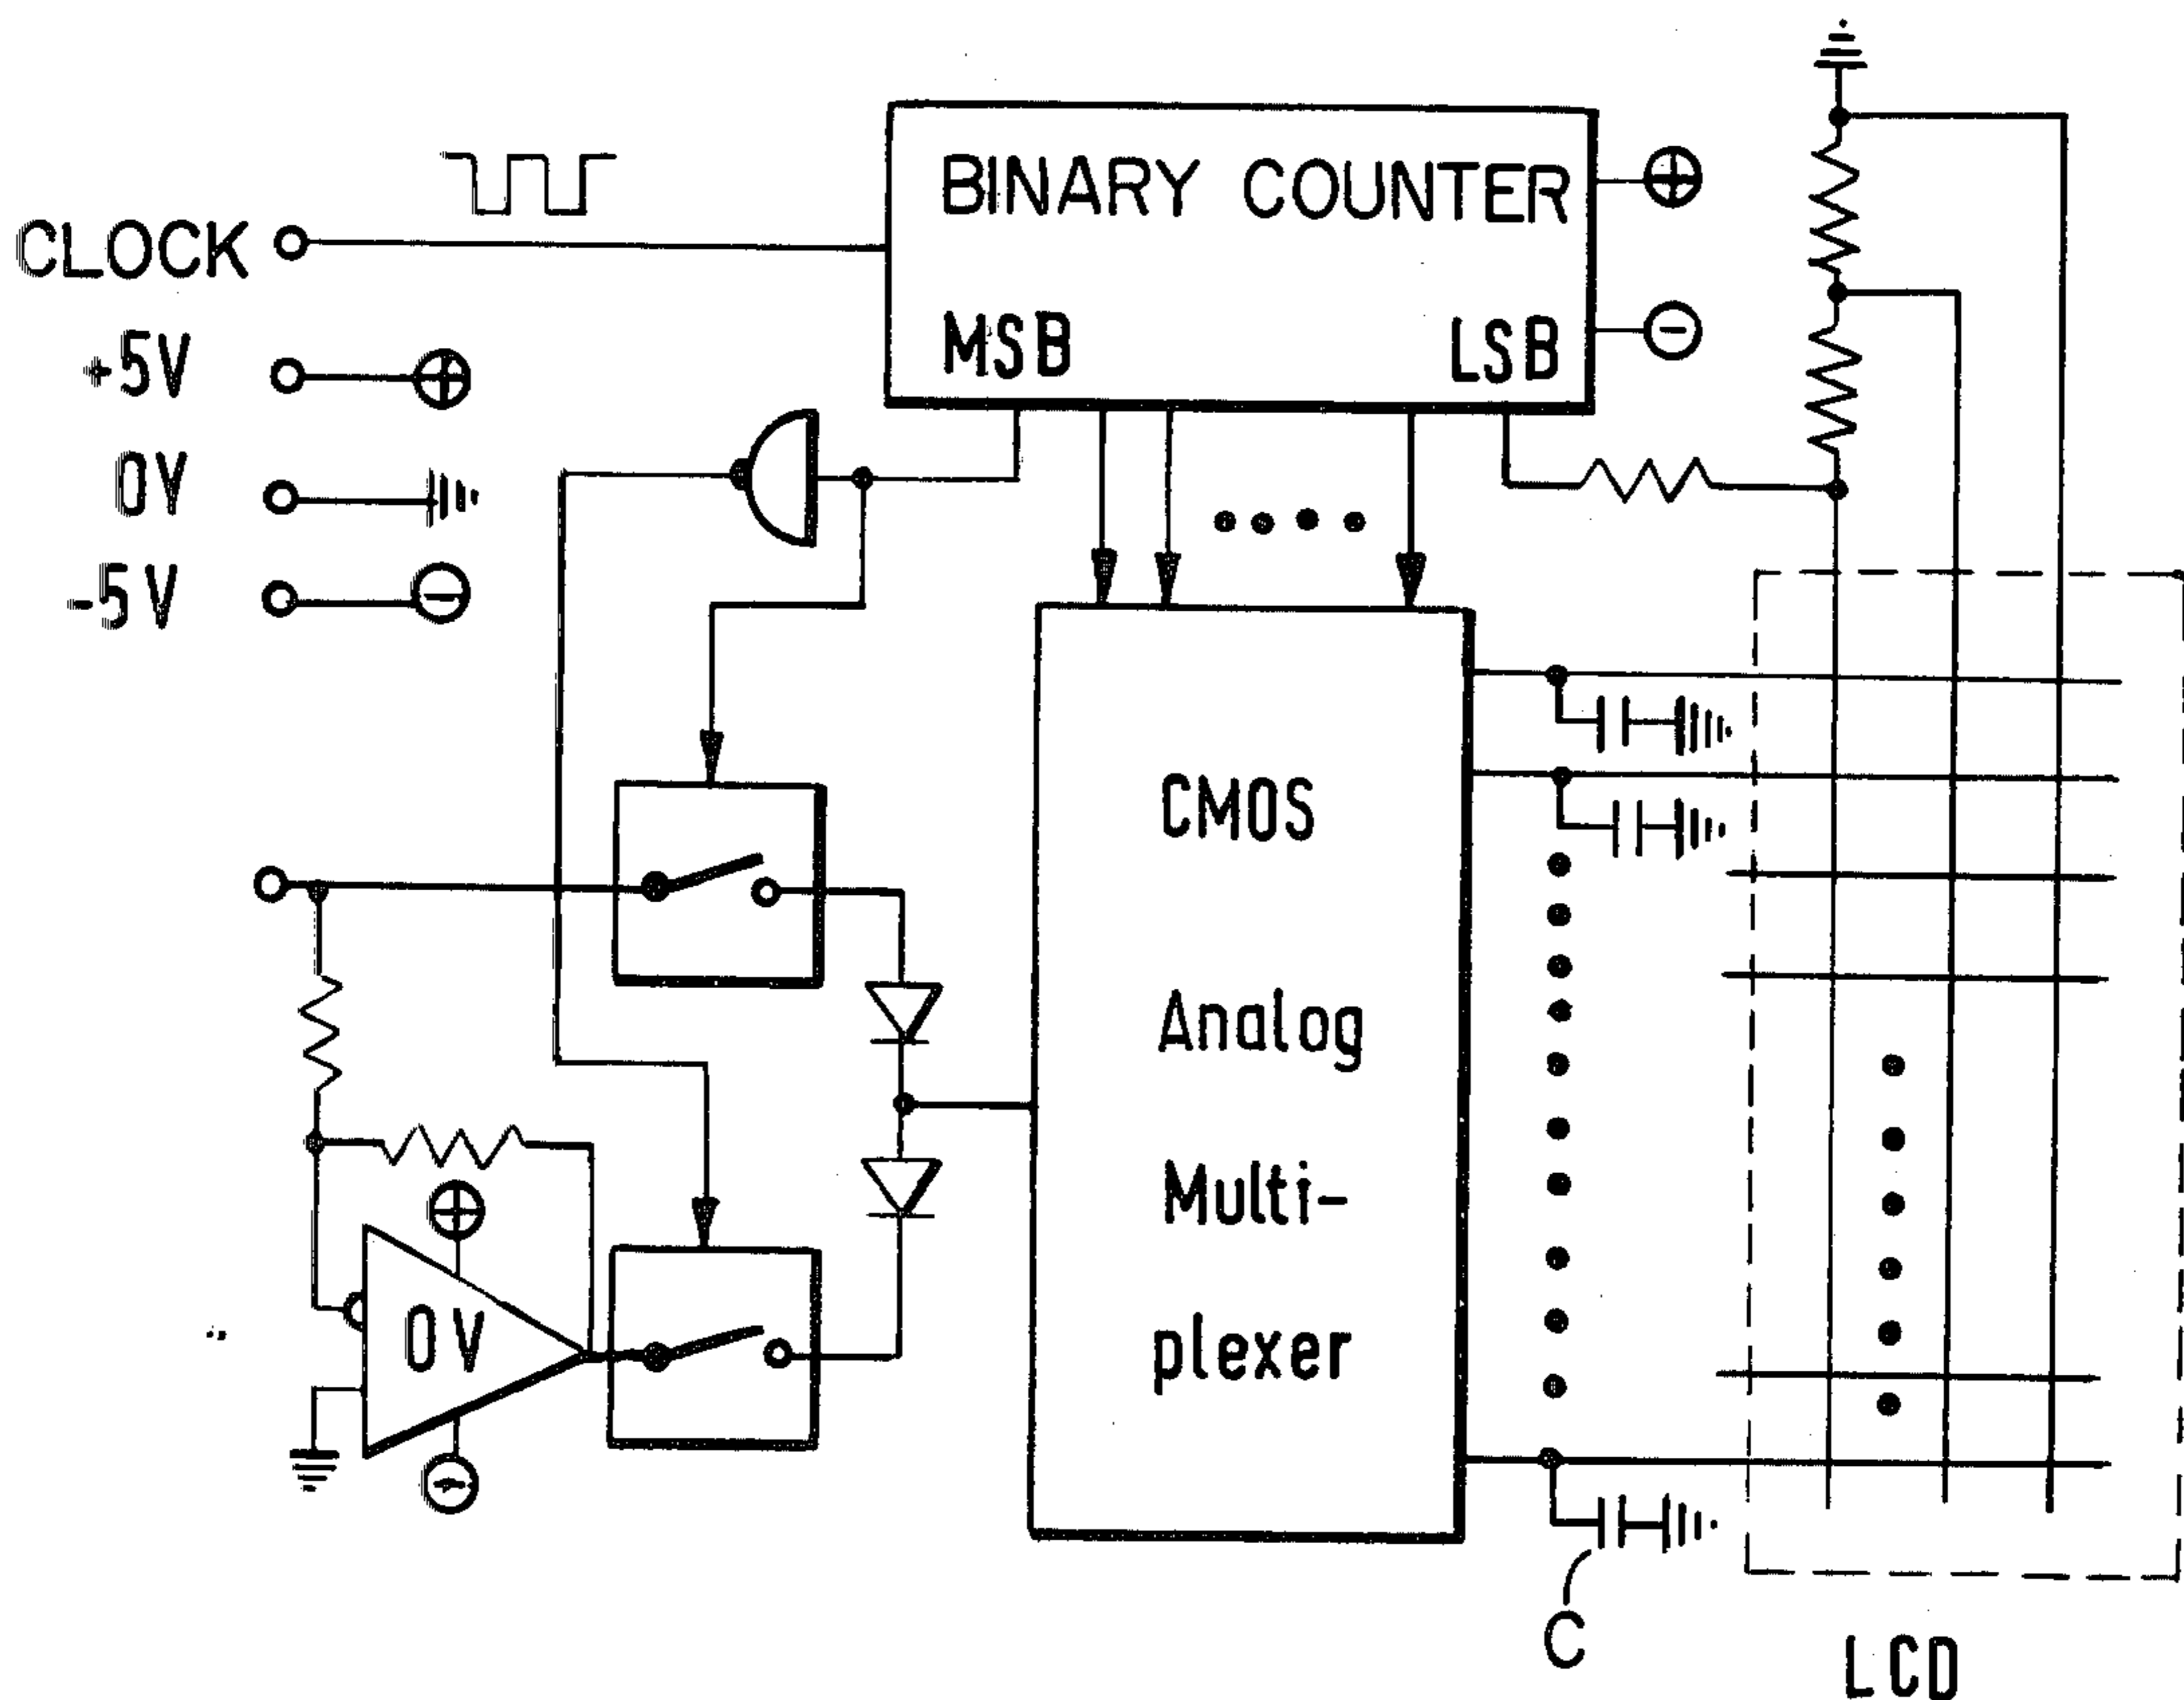 BINARY COUNTER
CLOCK
MSB LSB
+5V
0V
-5V
CMOS
Analog
Multi-
plexer
0V
C
LCD